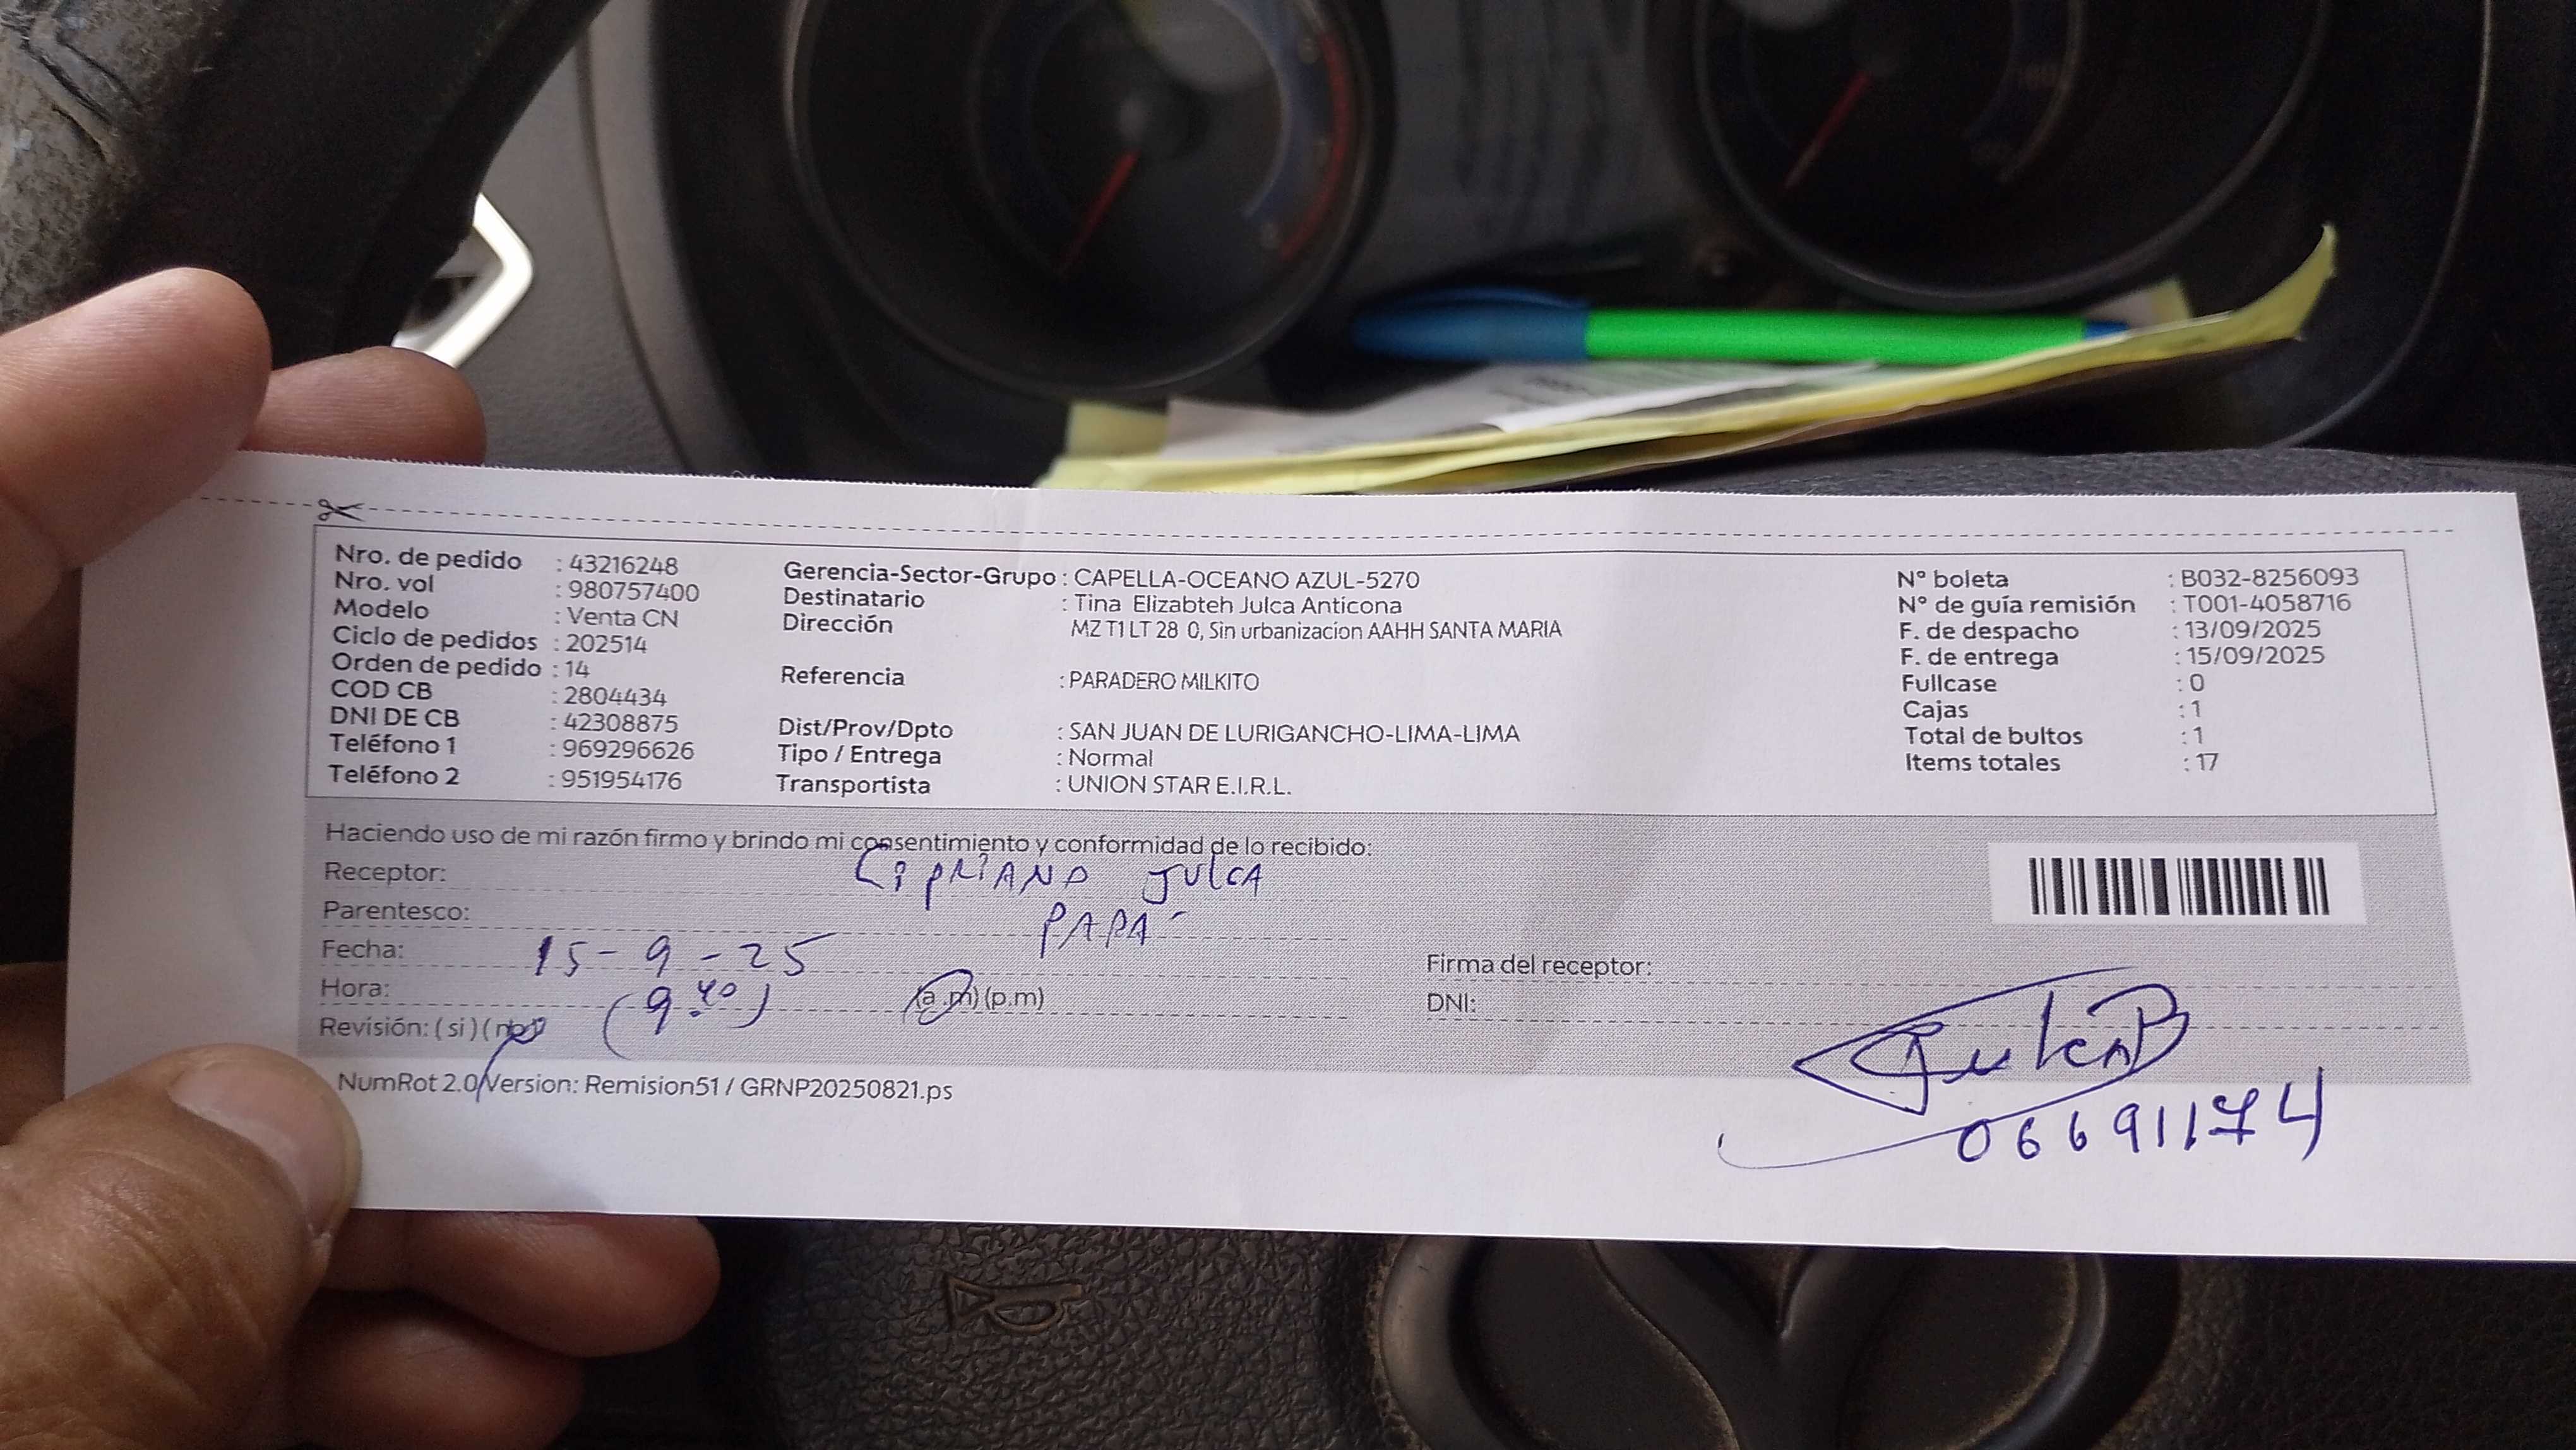 Nro. de pedido : 43216248
Nro. vol : 980757400
Modelo : Venta CN
Ciclo de pedidos : 202514
Orden de pedido : 14
COD CB : 2804434
DNI DE CB : 42308875
Teléfono 1 : 969296626
Teléfono 2 : 951954176
Gerencia-Sector-Grupo : CAPELLA-OCEANO AZUL-5270
Destinatario : Tina Elizabteh Julca Anticona
Dirección MZ T1 LT 28 0, Sin urbanizacion AAHH SANTA MARIA
Referencia : PARADERO MILKITO
Dist/Prov/Dpto : SAN JUAN DE LURIGANCHO-LIMA-LIMA
Tipo / Entrega : Normal
Transportista : UNION STAR E.I.R.L.
N° boleta : B032-8256093
N° de guía remisión : T001-4058716
F. de despacho : 13/09/2025
F. de entrega : 15/09/2025
Fullcase : 0
Cajas : 1
Total de bultos : 1
Items totales : 17
Haciendo uso de mi razón firmo y brindo mi consentimiento y conformidad de lo recibido:
Receptor: CIPRIANO JULCA
Parentesco: PAPA
Fecha: 15-9-25
Hora: (9:40) (a.m)(p.m)
Revisión: (si)(no)
Firma del receptor:
DNI:
JulcaB
06691174
NumRot 2.0/Version: Remision51 / GRNP20250821.ps